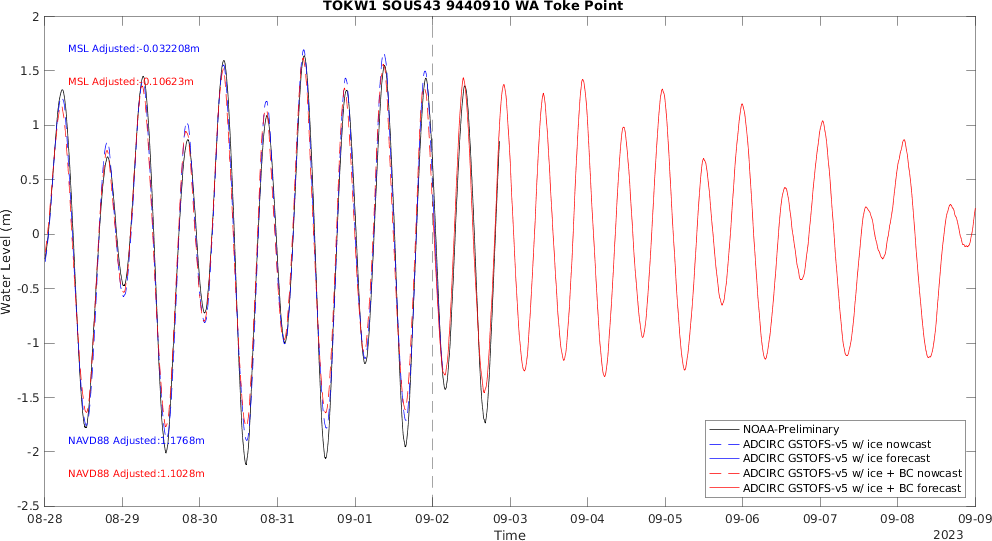 TOKW1 SOUS43 9440910 WA Toke Point
2
1.5
1
0.5
0
-0.5
-1
-1.5
-2
-2.5
Water Level (m)
MSL Adjusted:-0.032208m
MSL Adjusted:-0.10623m
NAVD88 Adjusted:1.1768m
NAVD88 Adjusted:1.1028m
NOAA-Preliminary
ADCIRC GSTOFS-v5 w/ ice nowcast
ADCIRC GSTOFS-v5 w/ ice forecast
ADCIRC GSTOFS-v5 w/ ice + BC nowcast
ADCIRC GSTOFS-v5 w/ ice + BC forecast
08-28 08-29 08-30 08-31 09-01 09-02 09-03 09-04 09-05 09-06 09-07 09-08 09-09
Time
2023